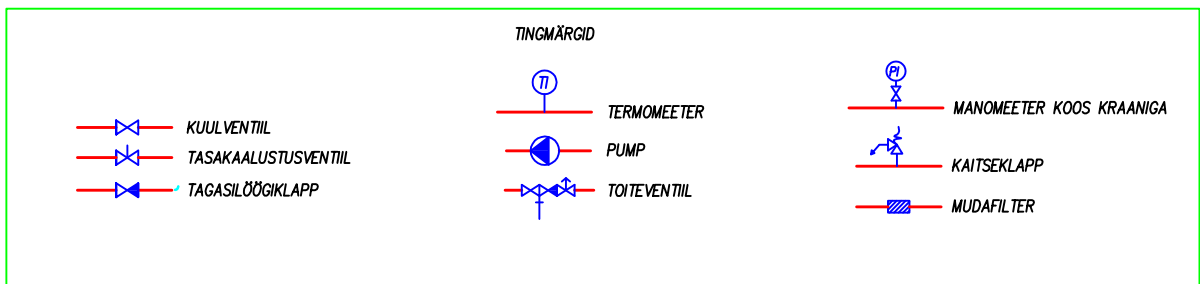 TINGMÄRGID
KUULVENTIIL
TASAKAALUSTUSVENTIIL
TAGASILÖÖGIKLAPP
TI
TERMOMEETER
PUMP
TOITEVENTIIL
PI
MANOMEETER KOOS KRAANIGA
KAITSEKLAPP
MUDAFILTER